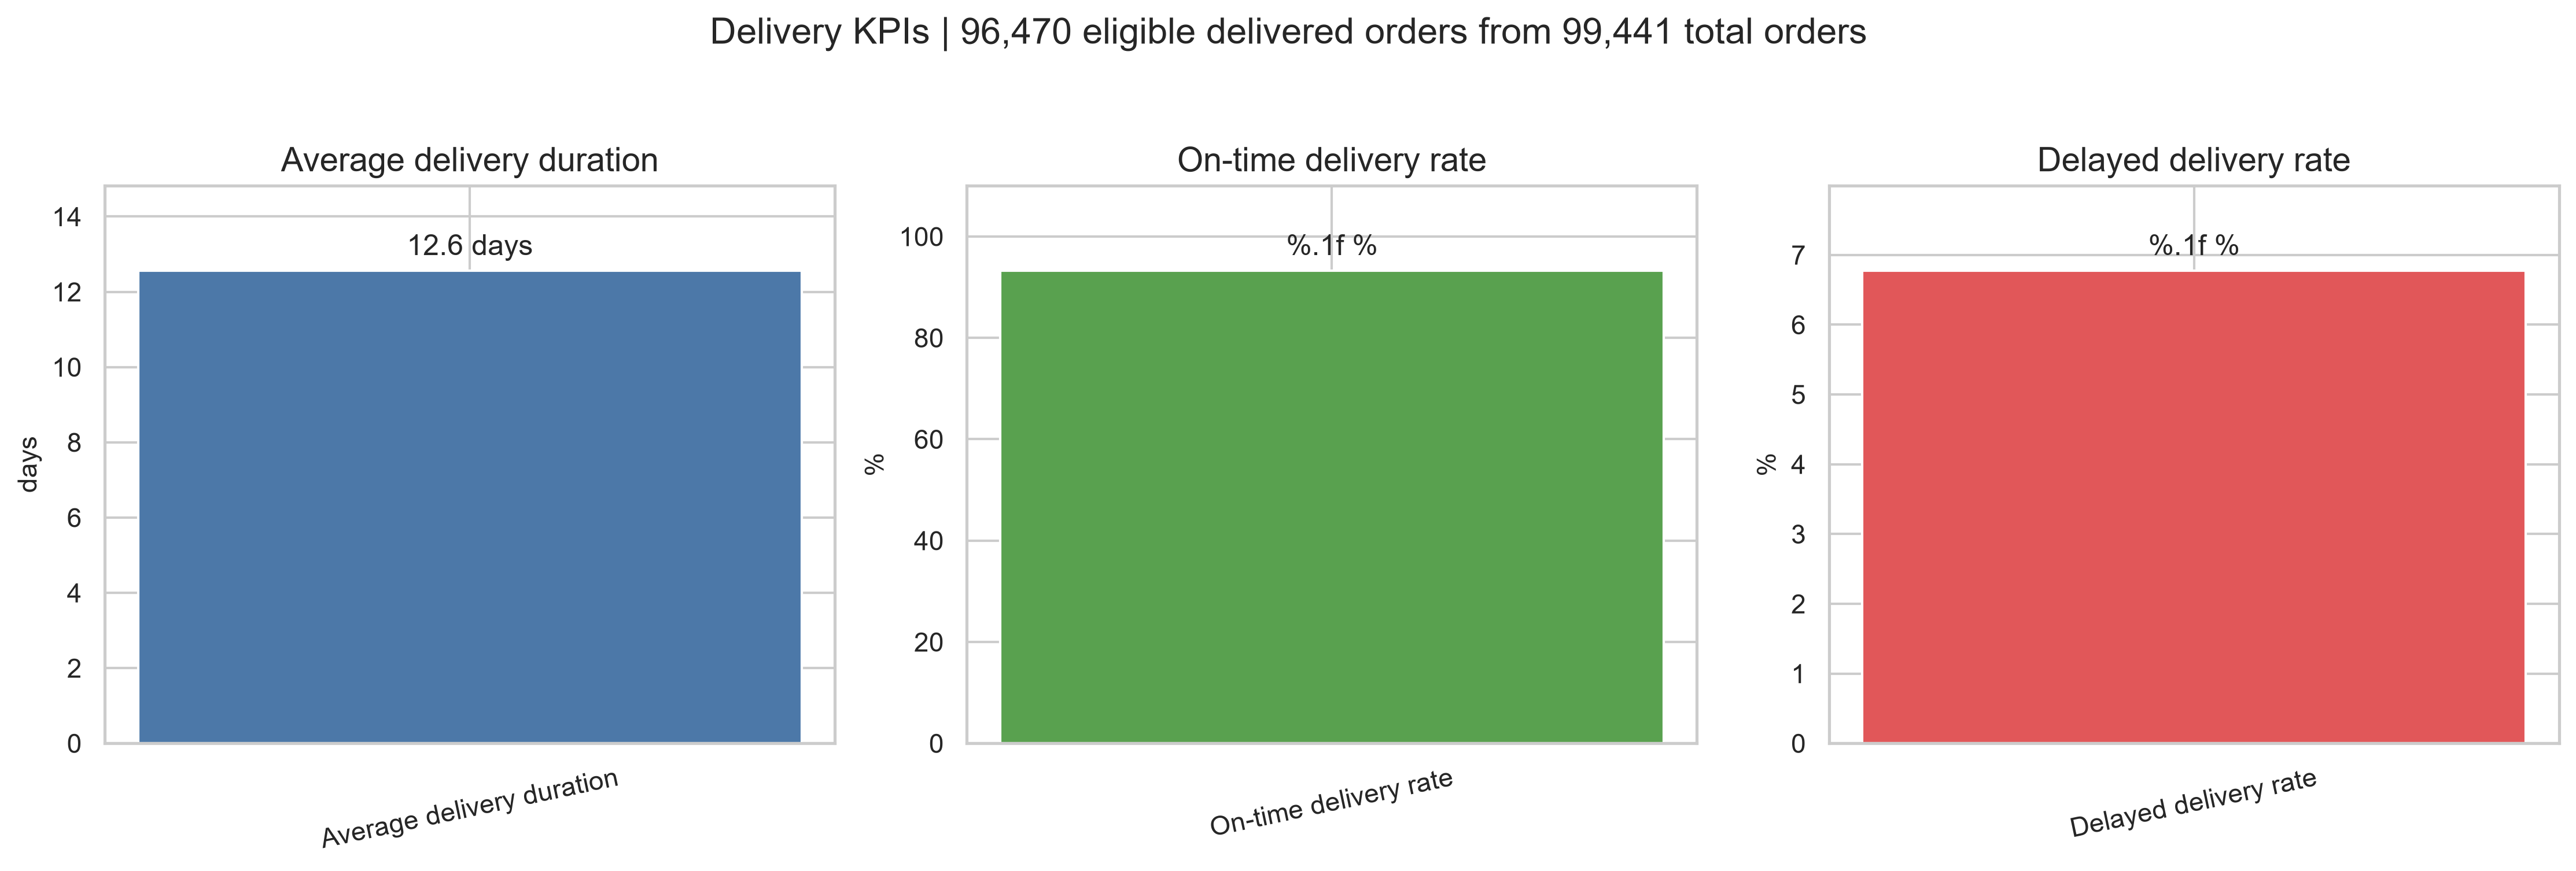 Delivery KPIs | 96,470 eligible delivered orders from 99,441 total orders
Average delivery duration
14
12.6 days
12
10
8
6
4
2
0
days
Average delivery duration
On-time delivery rate
100
%.1f %
80
60
40
20
0
%
On-time delivery rate
Delayed delivery rate
7
%.1f %
6
5
4
3
2
1
0
%
Delayed delivery rate